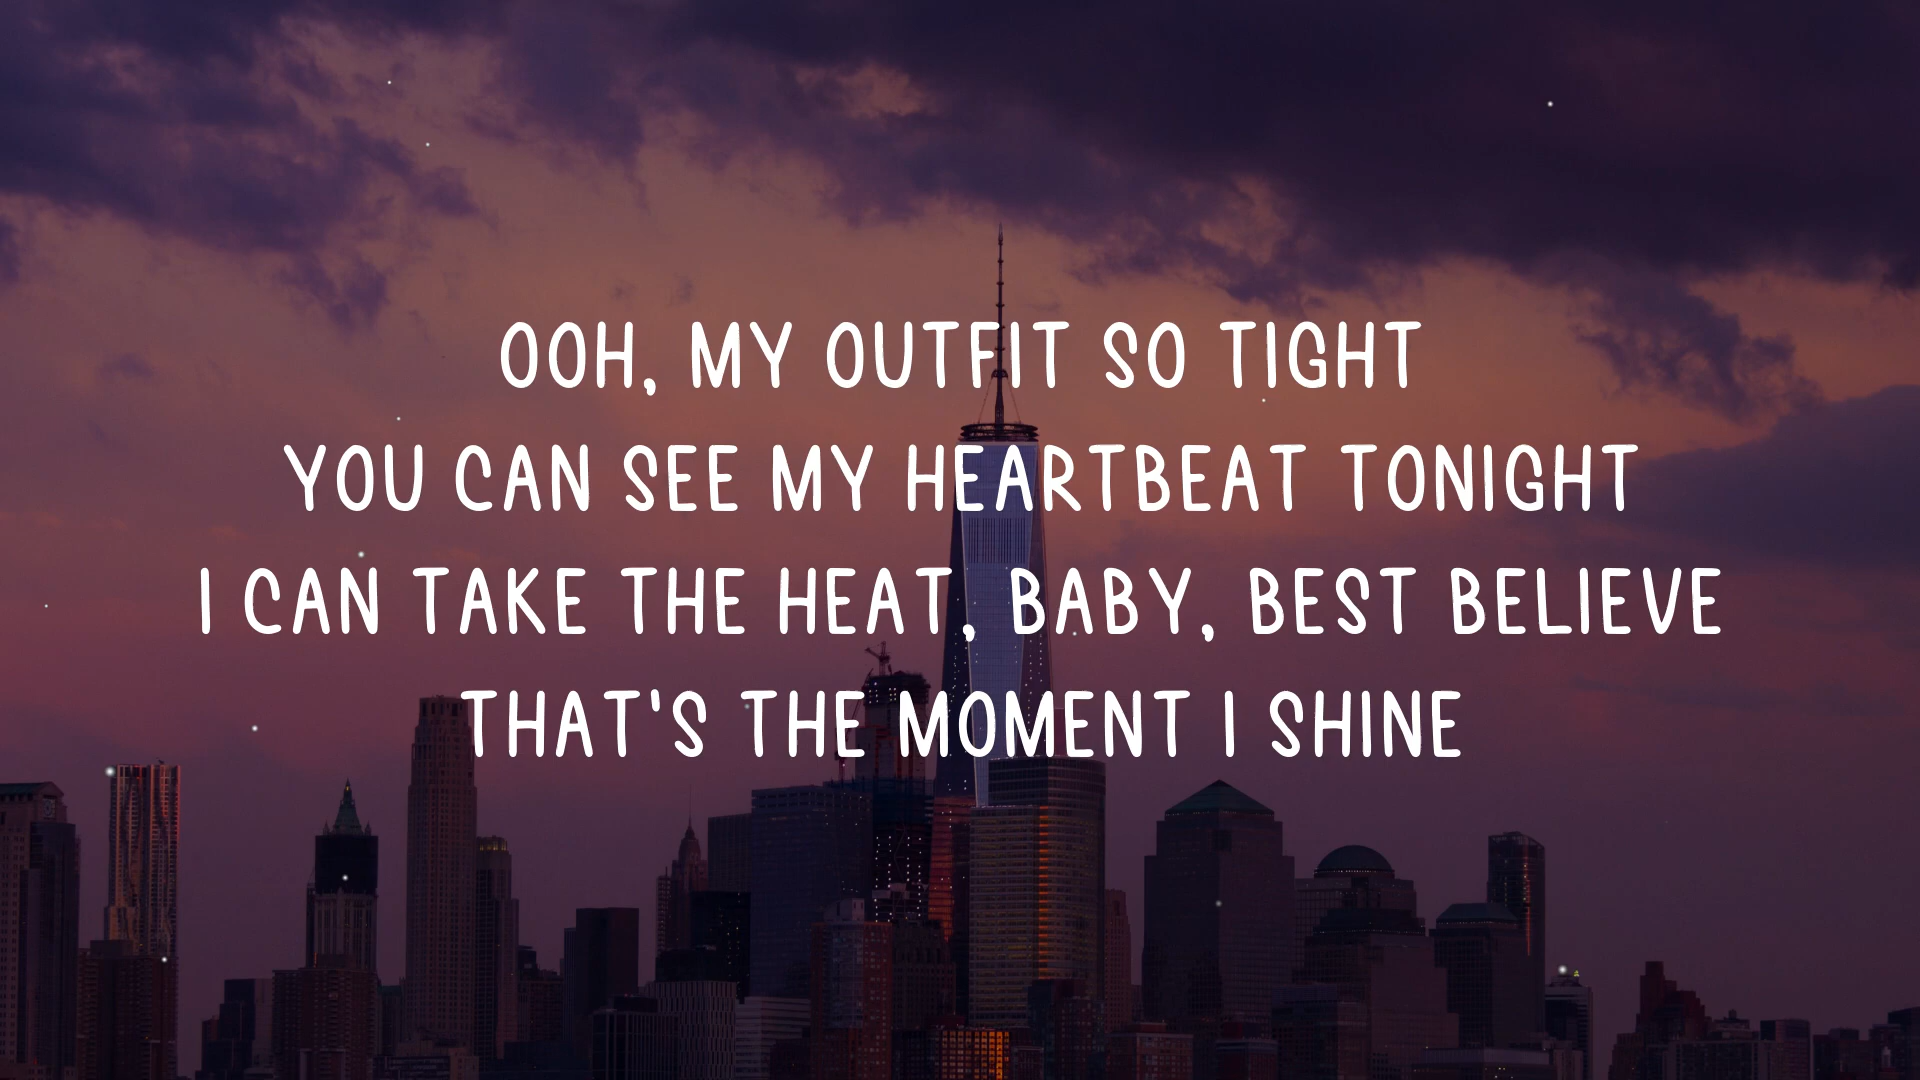 OOH, MY OUTFIT SO TIGHT
YOU CAN SEE MY HEARTBEAT TONIGHT
I CAN TAKE THE HEAT, BABY, BEST BELIEVE
THAT'S THE MOMENT I SHINE